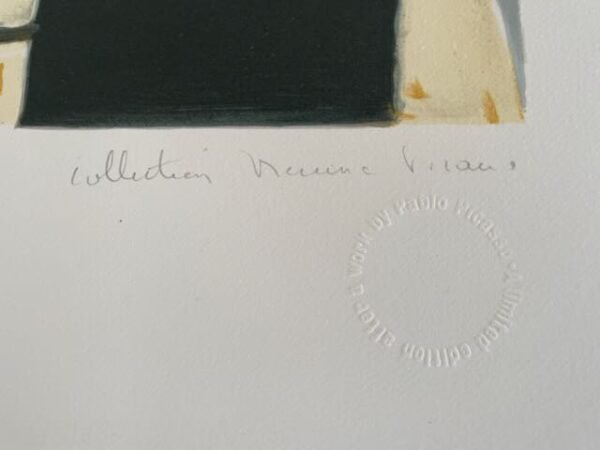 Collection Marina Picasso
A limited edition after a work by Pablo Picasso •